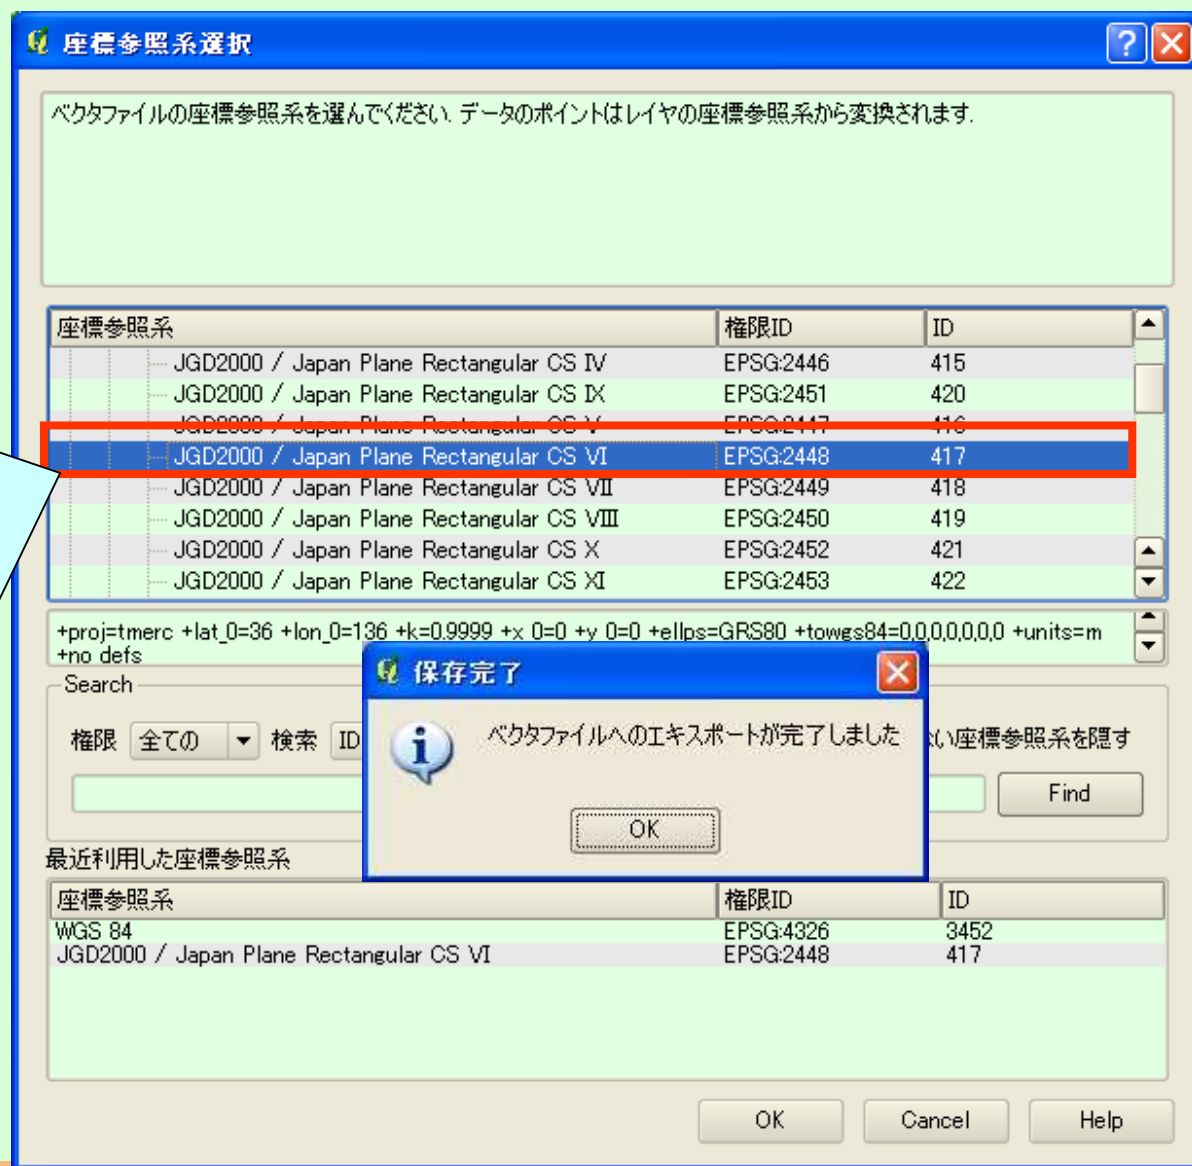 座標参照系選択
ベクタファイルの座標参照系を選んでください. データのポイントはレイヤの座標参照系から変換されます.
座標参照系 権限ID ID
JGD2000 / Japan Plane Rectangular CS IV EPSG:2446 415
JGD2000 / Japan Plane Rectangular CS IX EPSG:2451 420
JGD2000 / Japan Plane Rectangular CS V EPSG:2447 416
JGD2000 / Japan Plane Rectangular CS VI EPSG:2448 417
JGD2000 / Japan Plane Rectangular CS VII EPSG:2449 418
JGD2000 / Japan Plane Rectangular CS VIII EPSG:2450 419
JGD2000 / Japan Plane Rectangular CS X EPSG:2452 421
JGD2000 / Japan Plane Rectangular CS XI EPSG:2453 422
+proj=tmerc +lat_0=36 +lon_0=136 +k=0.9999 +x_0=0 +y_0=0 +ellps=GRS80 +towgs84=0,0,0,0,0,0,0 +units=m
+no_defs
保存完了
ベクタファイルへのエキスポートが完了しました
OK
Search
権限 全ての 検索 ID い座標参照系を隠す
Find
最近利用した座標参照系
座標参照系 権限ID ID
WGS 84 EPSG:4326 3452
JGD2000 / Japan Plane Rectangular CS VI EPSG:2448 417
OK Cancel Help